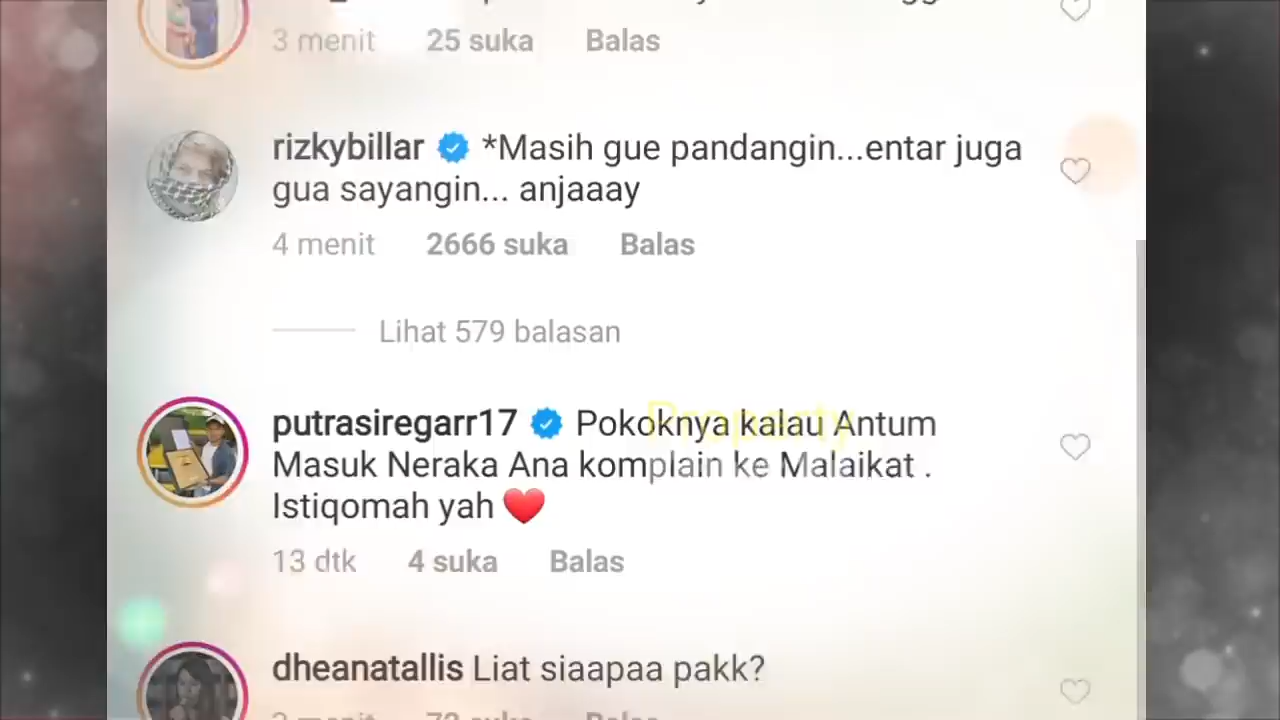 3 menit 25 suka Balas
rizkybillar *Masih gue pandangin...entar juga
gua sayangin... anjaaay
4 menit 2666 suka Balas
Lihat 579 balasan
putrasiregarr17 Pokoknya kalau Antum
Masuk Neraka Ana komplain ke Malaikat .
Istiqomah yah ❤️
Property
13 dtk 4 suka Balas
dheanatallis Liat siaapaa pakk?